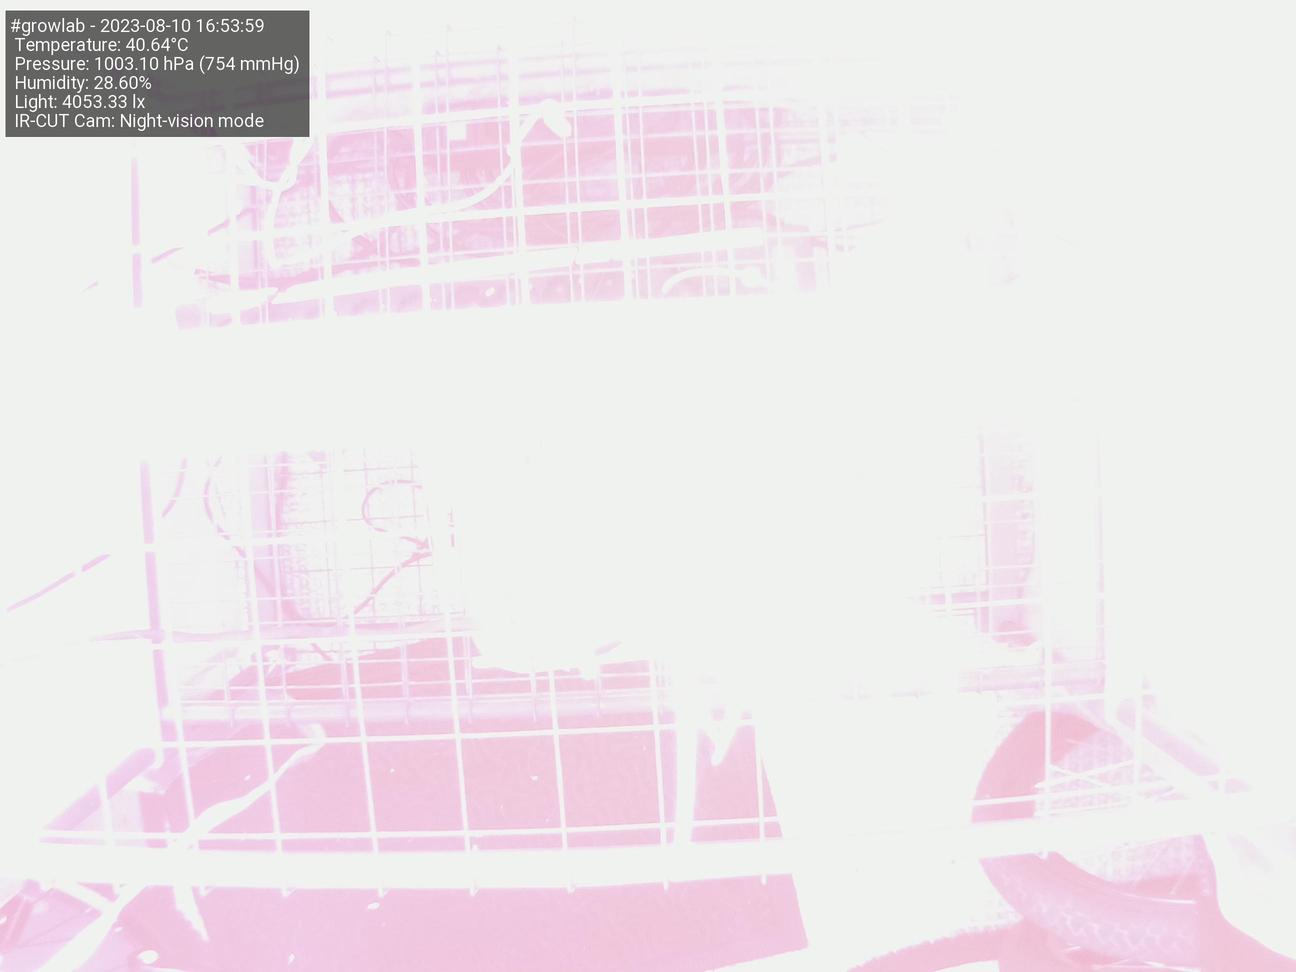 #growlab - 2023-08-10 16:53:59
Temperature: 40.64°C
Pressure: 1003.10 hPa (754 mmHg)
Humidity: 28.60%
Light: 4053.33 lx
IR-CUT Cam: Night-vision mode